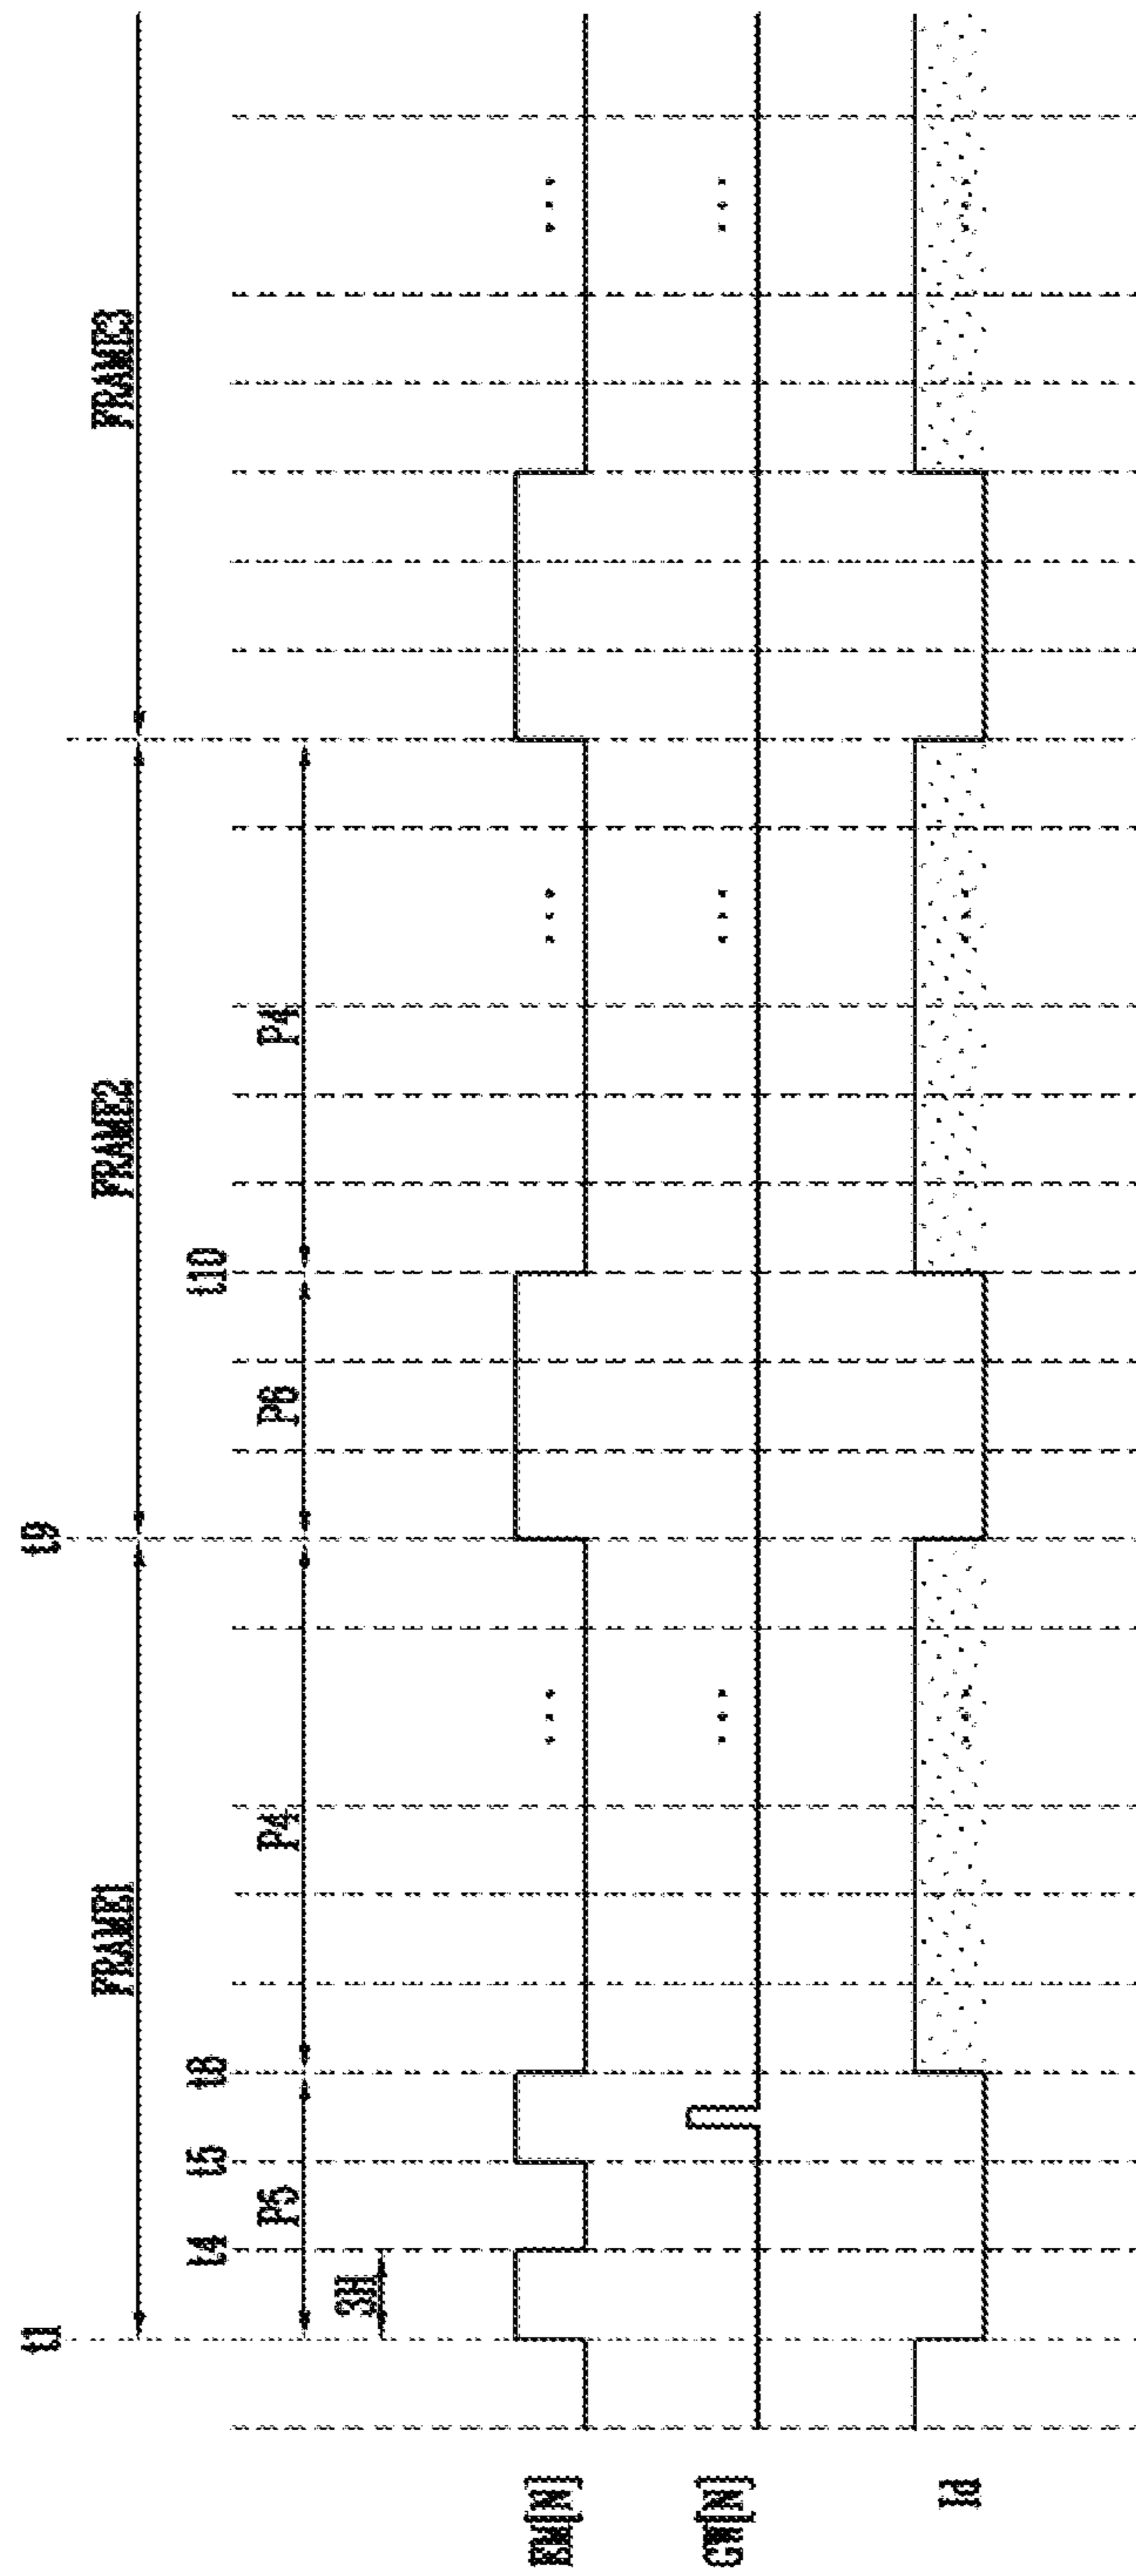 t1 t9
FRAME1 FRAME2 FRAME3
t4 t5 t8 t10
P5 P4 P6 P4
3H
EM[N]
GW[N]
Id